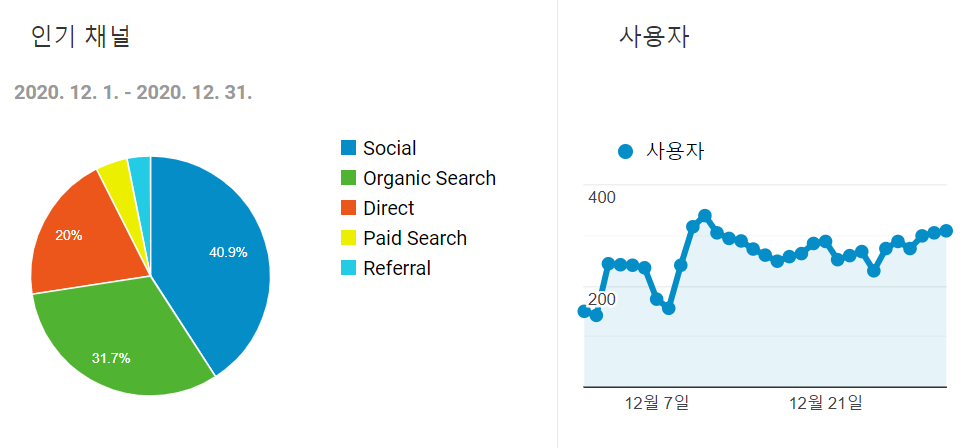 인기 채널
2020. 12. 1. - 2020. 12. 31.
Social
Organic Search
Direct
Paid Search
Referral
40.9%
31.7%
20%
사용자
사용자
400
200
12월 7일
12월 21일